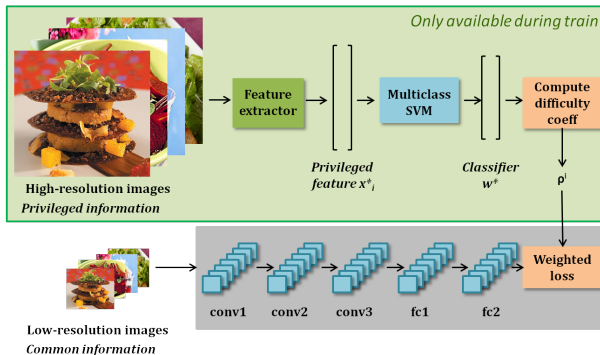 Only available during train
Feature
extractor
Multiclass
SVM
Compute
difficulty
coeff
High-resolution images
Privileged information
Privileged
feature x*i
Classifier
w*
ρi
Low-resolution images
Common information
conv1
conv2
conv3
fc1
fc2
Weighted
loss